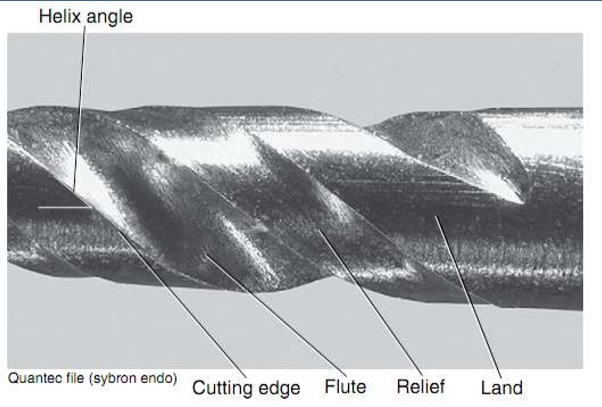 Helix angle
Quantec file (sybron endo)
Cutting edge
Flute
Relief
Land